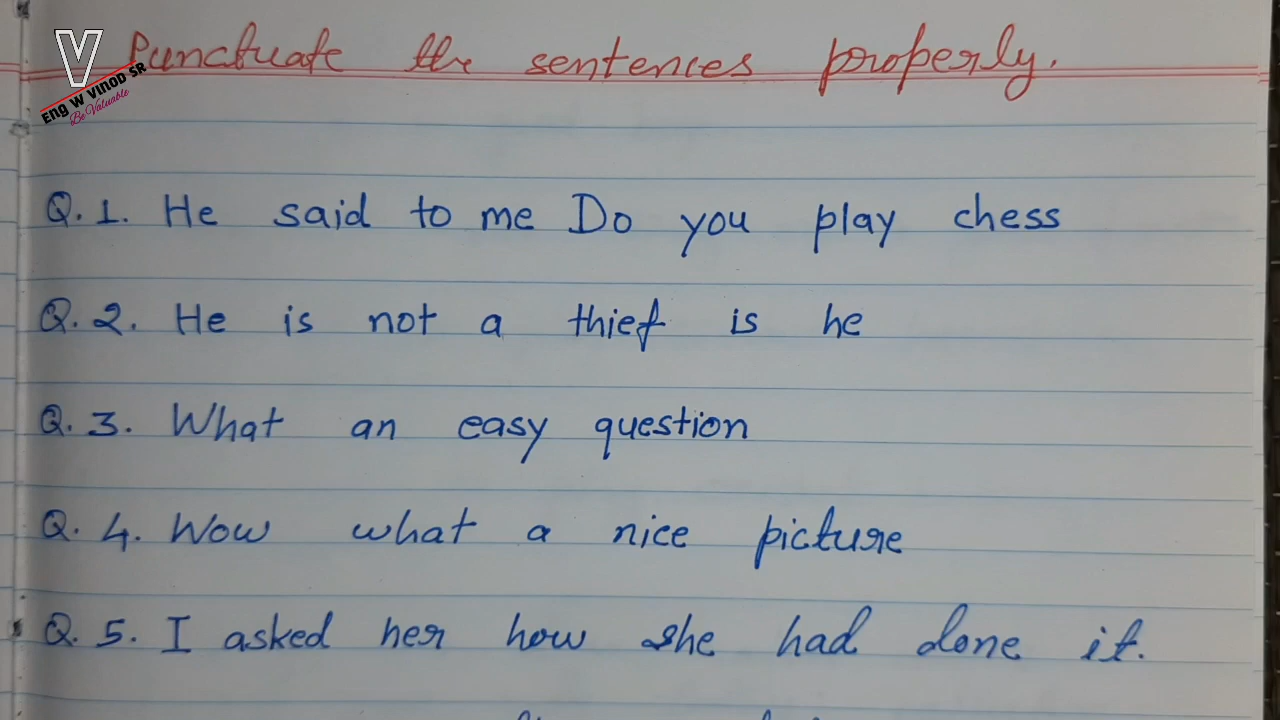 V
ENG W VINOD SR
Be Valuable
Punctuate the sentences properly.
Q. 1. He said to me Do you play chess
Q. 2. He is not a thief is he
Q. 3. What an easy question
Q. 4. Wow what a nice picture
Q. 5. I asked her how she had done it.